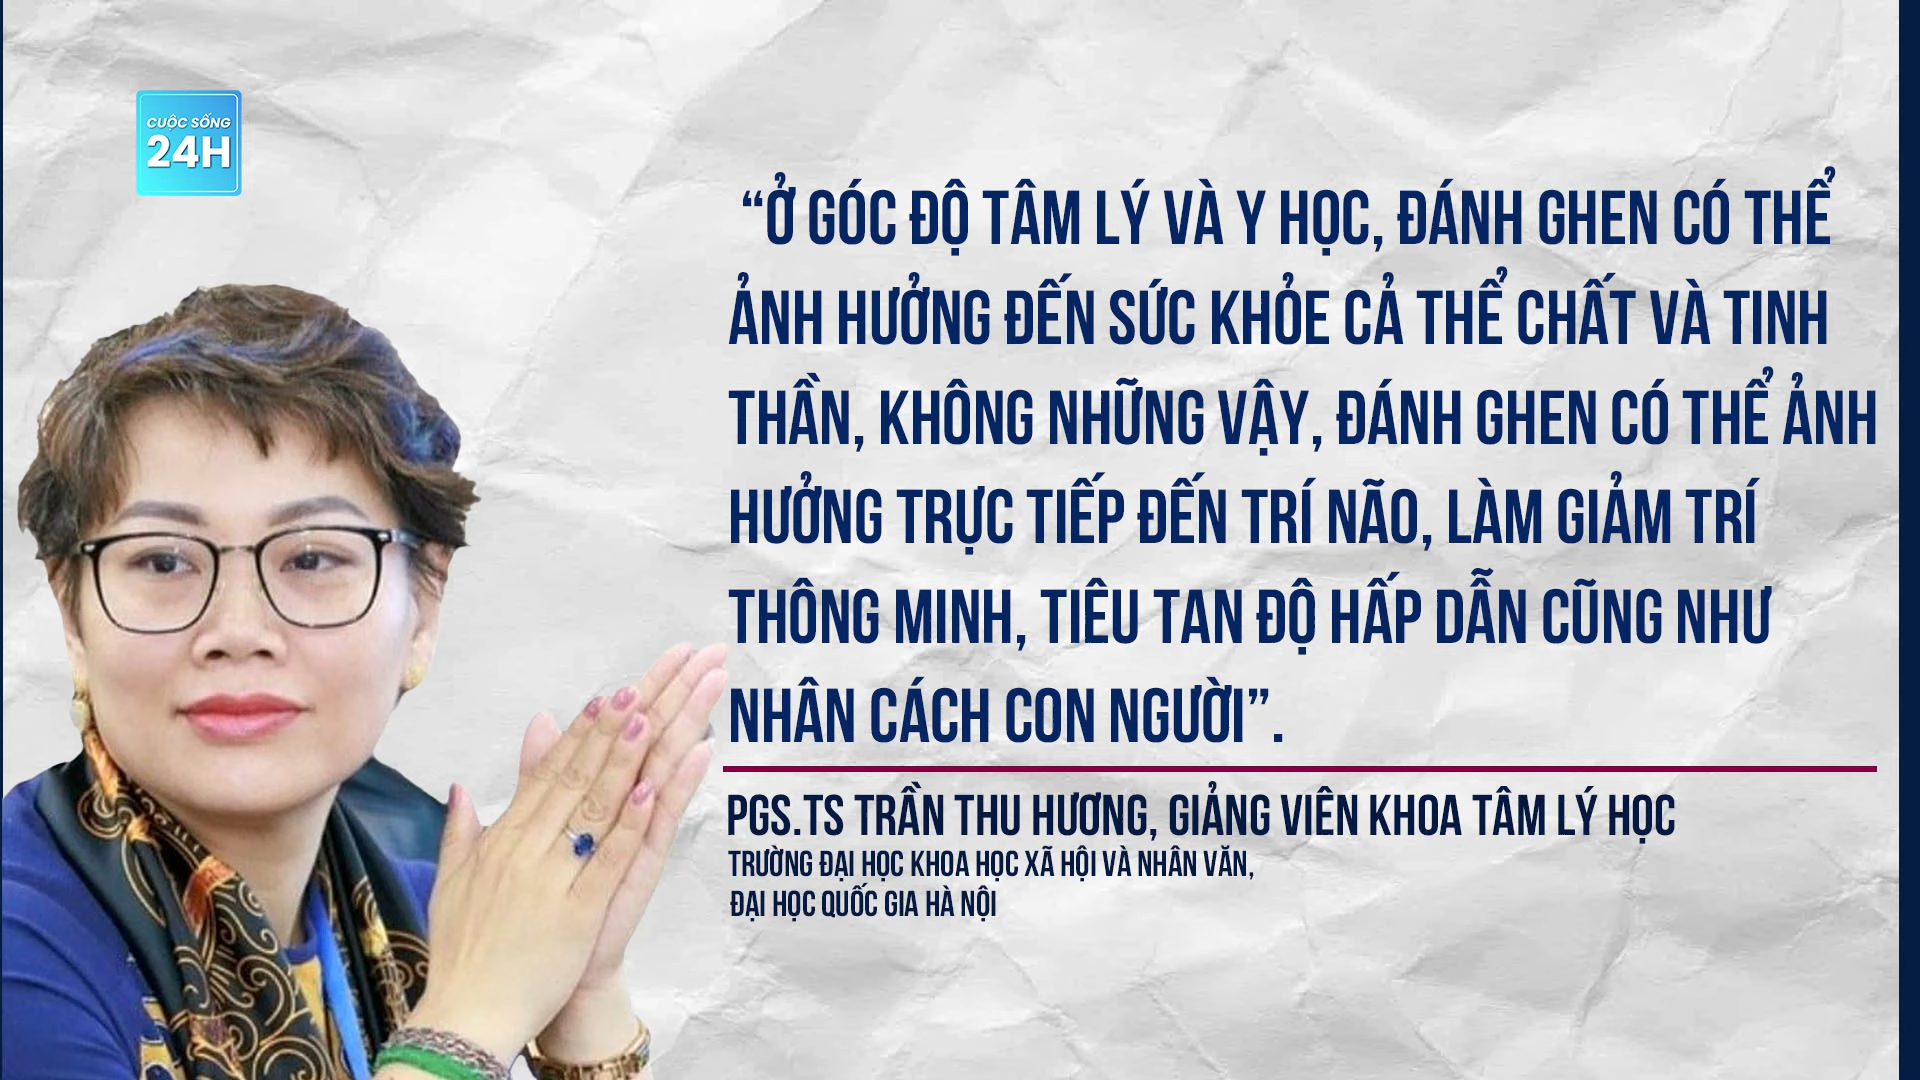 CUỘC SỐNG
24H
“Ở GÓC ĐỘ TÂM LÝ VÀ Y HỌC, ĐÁNH GHEN CÓ THỂ
ẢNH HƯỞNG ĐẾN SỨC KHỎE CẢ THỂ CHẤT VÀ TINH
THẦN, KHÔNG NHỮNG VẬY, ĐÁNH GHEN CÓ THỂ ẢNH
HƯỞNG TRỰC TIẾP ĐẾN TRÍ NÃO, LÀM GIẢM TRÍ
THÔNG MINH, TIÊU TAN ĐỘ HẤP DẪN CŨNG NHƯ
NHÂN CÁCH CON NGƯỜI”.
PGS.TS TRẦN THU HƯƠNG, GIẢNG VIÊN KHOA TÂM LÝ HỌC
TRƯỜNG ĐẠI HỌC KHOA HỌC XÃ HỘI VÀ NHÂN VĂN,
ĐẠI HỌC QUỐC GIA HÀ NỘI